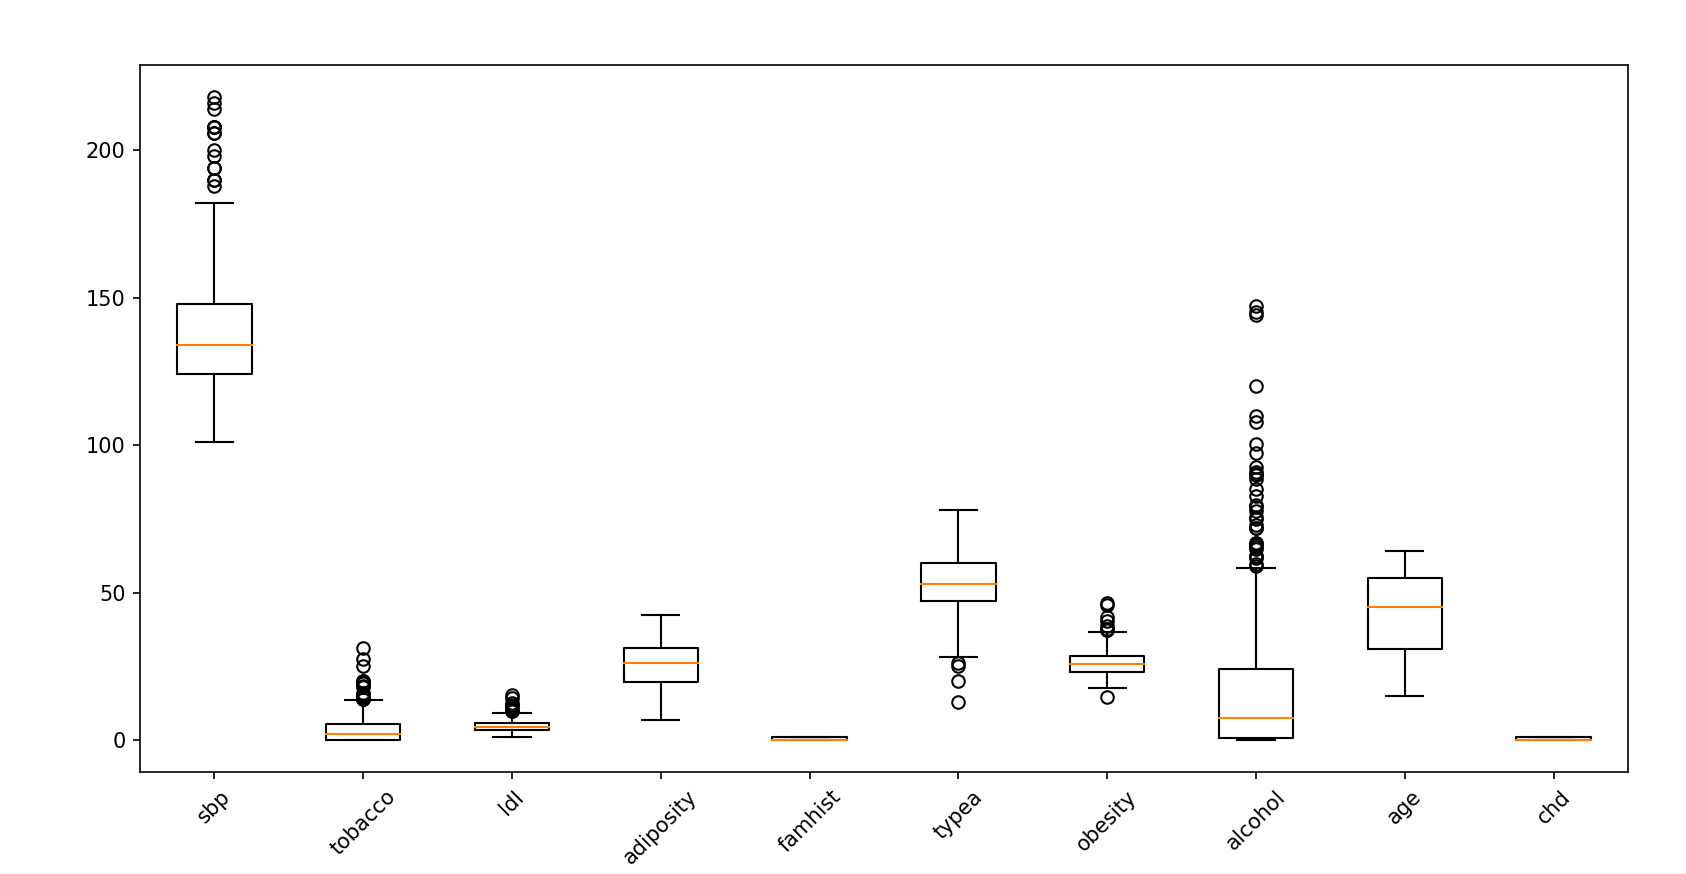 200
150
100
50
0
sbp
tobacco
ldl
adiposity
famhist
typea
obesity
alcohol
age
chd